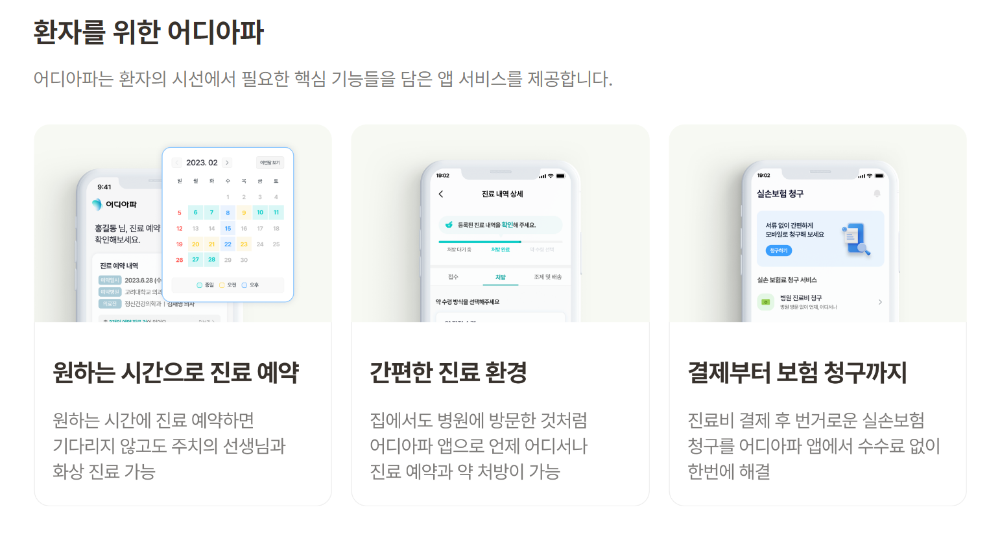 환자를 위한 어디아파
어디아파는 환자의 시선에서 필요한 핵심 기능들을 담은 앱 서비스를 제공합니다.
9:41
어디아파
홍길동 님, 진료 예약
확인해보세요.
진료 예약 내역
예약일시 2023.6.28 (수
예약병원 고려대학교 의과
의료진 정신건강의학과 | 김세영 의사
2023. 02
이번달 보기
일 월 화 수 목 금 토
1 2 3 4
5 6 7 8 9 10 11
12 13 14 15 16 17 18
19 20 21 22 23 24 25
26 27 28 29 30
종일 오전 오후
원하는 시간으로 진료 예약
원하는 시간에 진료 예약하면
기다리지 않고도 주치의 선생님과
화상 진료 가능
19:02
진료 내역 상세
등록된 진료 내역을 확인해 주세요.
처방 대기 중 처방 완료 약 수령 선택
접수 처방 조제 및 배송
약 수령 방식을 선택해주세요
간편한 진료 환경
집에서도 병원에 방문한 것처럼
어디아파 앱으로 언제 어디서나
진료 예약과 약 처방이 가능
19:02
실손보험 청구
서류 없이 간편하게
모바일로 청구해 보세요
청구하기
실손 보험료 청구 서비스
병원 진료비 청구
병원 방문 없이 언제, 어디서나
결제부터 보험 청구까지
진료비 결제 후 번거로운 실손보험
청구를 어디아파 앱에서 수수료 없이
한번에 해결